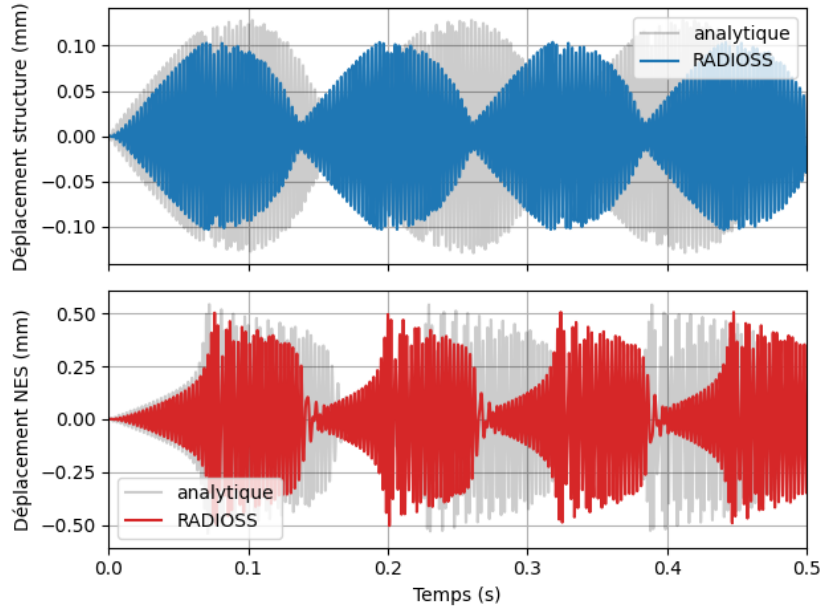 Déplacement structure (mm)
0.10
0.05
0.00
−0.05
−0.10
analytique
RADIOSS
Déplacement NES (mm)
0.50
0.25
0.00
−0.25
−0.50
analytique
RADIOSS
0.0 0.1 0.2 0.3 0.4 0.5
Temps (s)